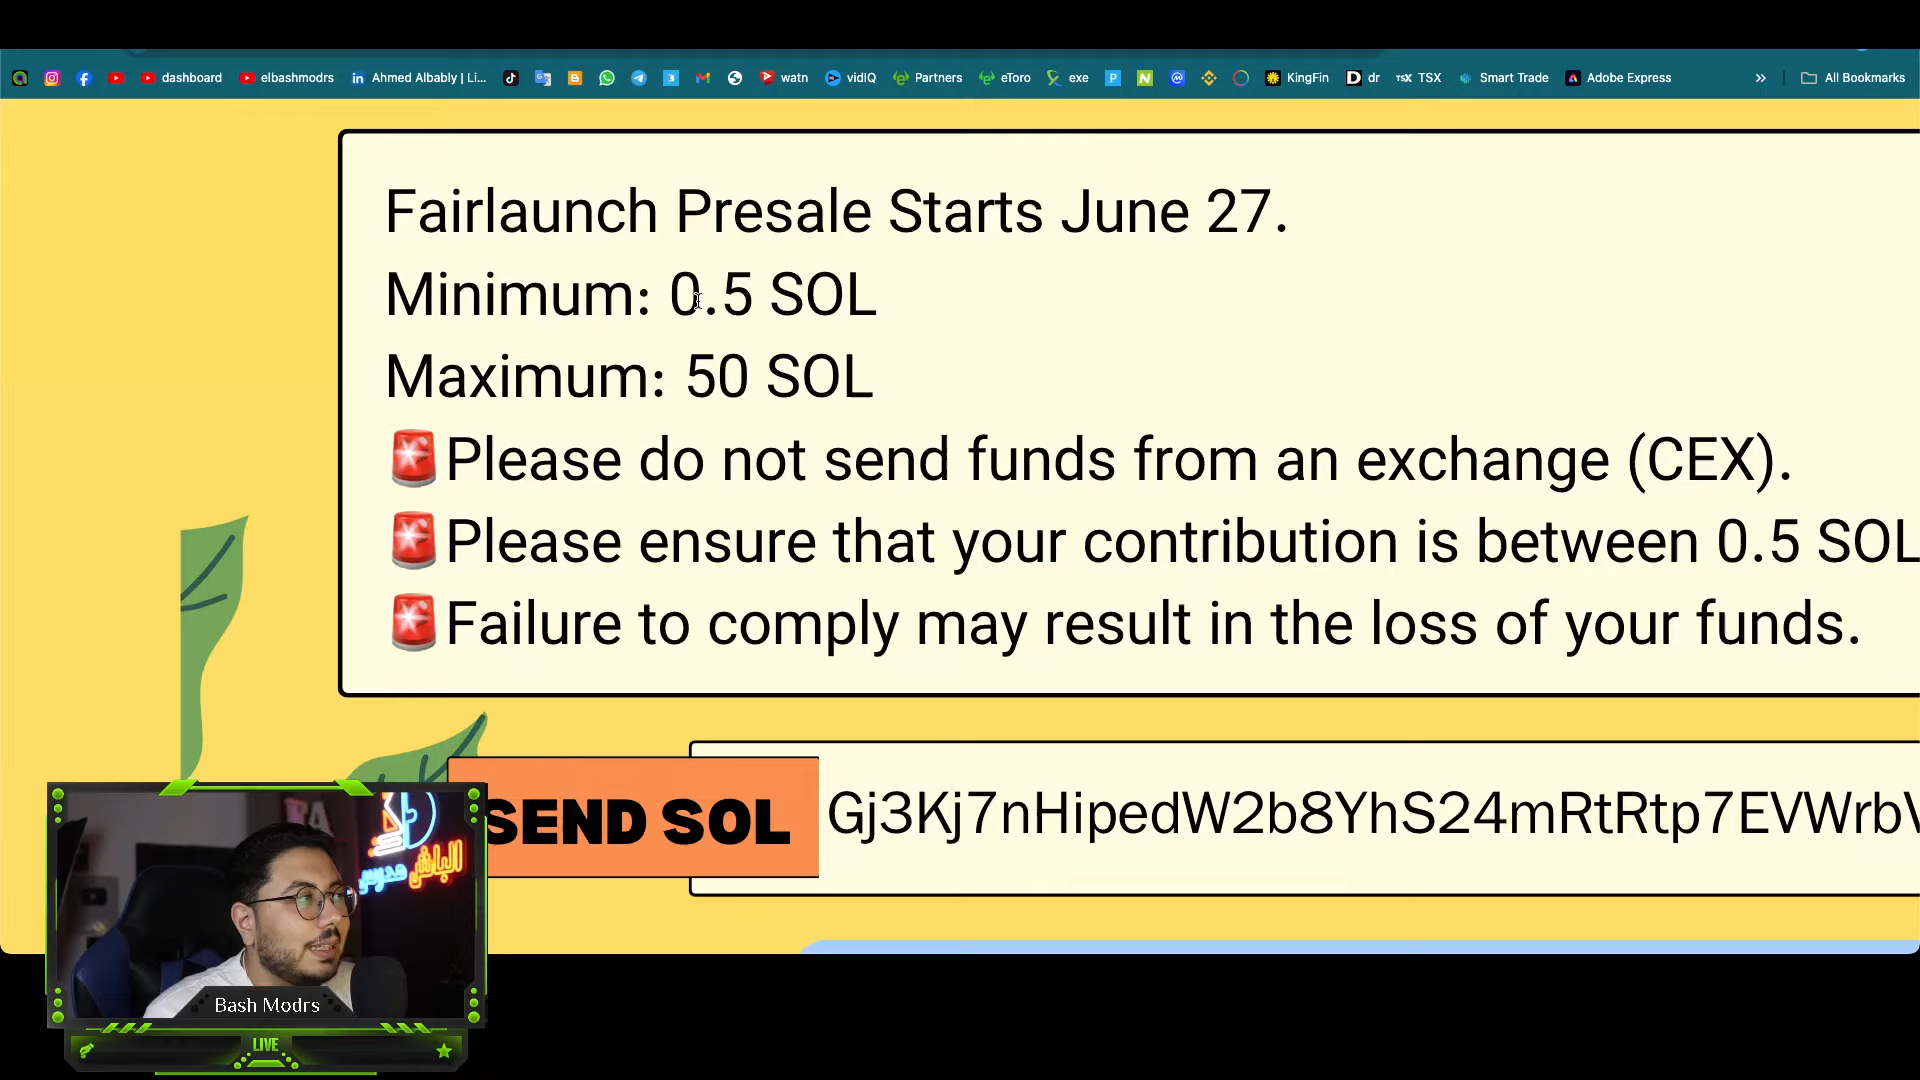 dashboard elbashmodrs Ahmed Albably | Li... watn vidIQ Partners eToro exe KingFin dr TSX TSX Smart Trade Adobe Express All Bookmarks
Fairlaunch Presale Starts June 27.
Minimum: 0.5 SOL
Maximum: 50 SOL
🚨Please do not send funds from an exchange (CEX).
🚨Please ensure that your contribution is between 0.5 SOL
🚨Failure to comply may result in the loss of your funds.
SEND SOL Gj3Kj7nHipedW2b8YhS24mRtRtp7EVWrb
الباش مدرس
Bash Modrs
LIVE